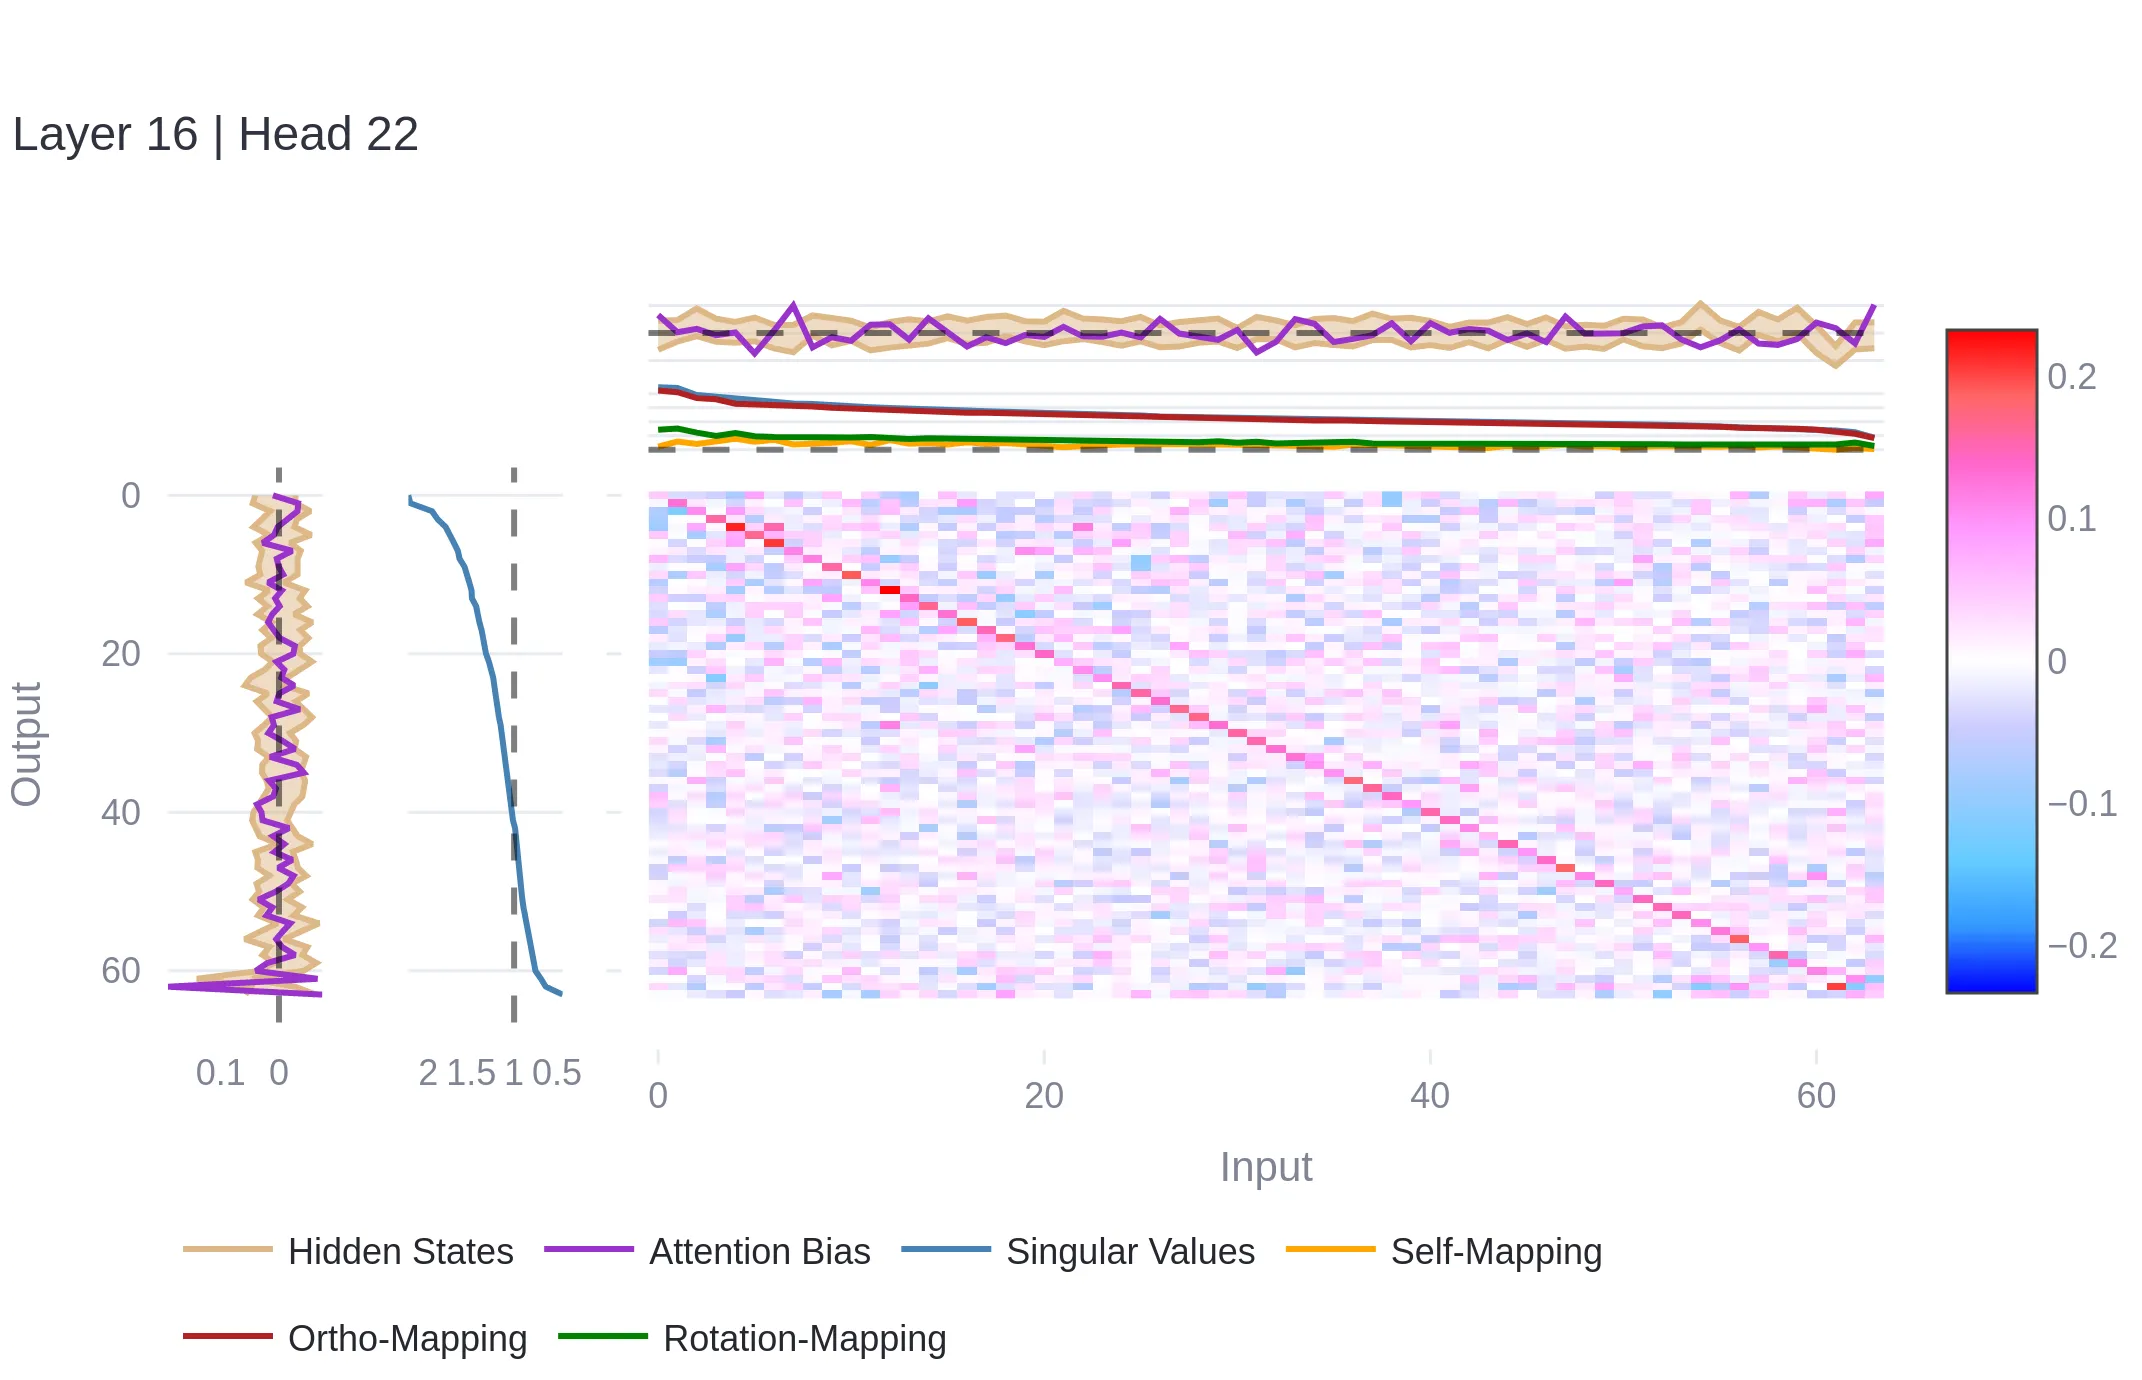 Layer 16 | Head 22
0
20
40
60
Output
0.1 0
2 1.5 1 0.5
0 20 40 60
Input
0.2
0.1
0
−0.1
−0.2
Hidden States Attention Bias Singular Values Self-Mapping
Ortho-Mapping Rotation-Mapping